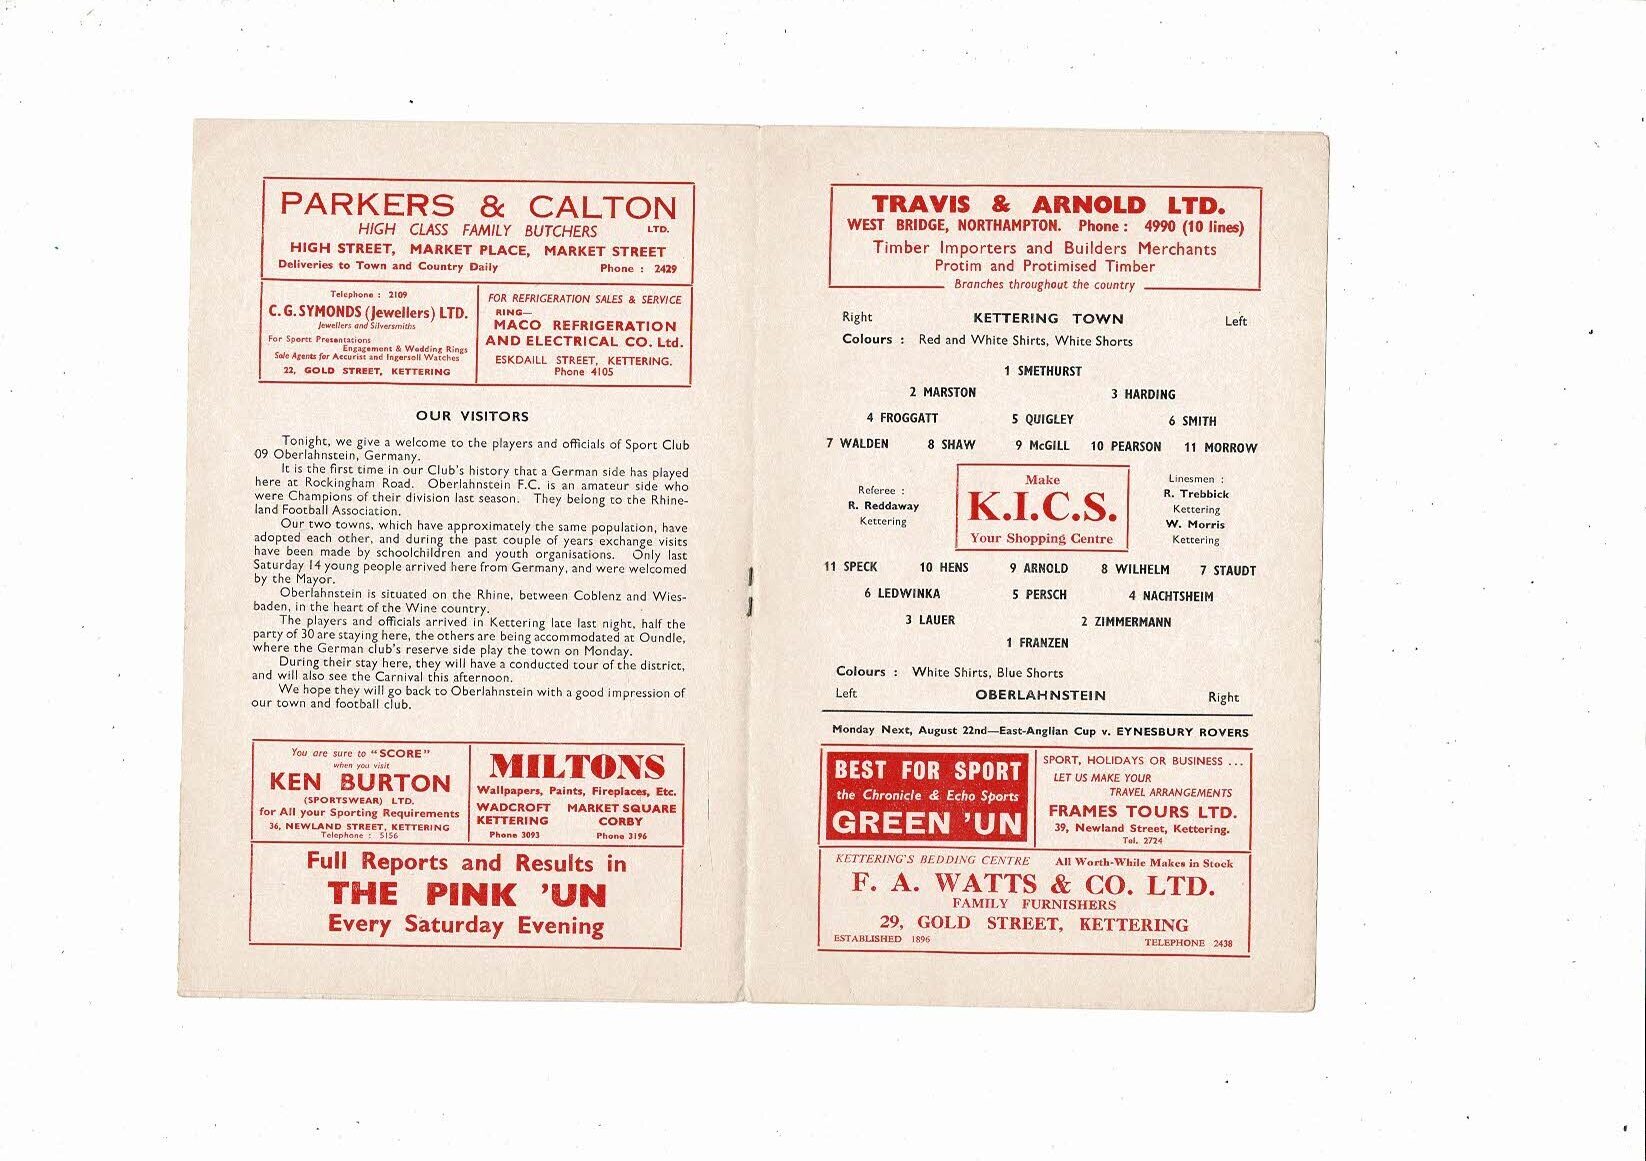 PARKERS & CALTON
HIGH CLASS FAMILY BUTCHERS LTD.
HIGH STREET, MARKET PLACE, MARKET STREET
Deliveries to Town and Country Daily Phone : 2429
Telephone : 2109
C. G. SYMONDS (Jewellers) LTD.
Jewellers and Silversmiths
For Sports Presentations
Engagement & Wedding Rings
Sole Agents for Accurist and Ingersoll Watches
22, GOLD STREET, KETTERING
FOR REFRIGERATION SALES & SERVICE
RING—
MACO REFRIGERATION
AND ELECTRICAL CO. Ltd.
ESKDAILL STREET, KETTERING.
Phone 4105
OUR VISITORS
Tonight, we give a welcome to the players and officials of Sport Club
09 Oberlahnstein, Germany.
It is the first time in our Club's history that a German side has played
here at Rockingham Road. Oberlahnstein F.C. is an amateur side who
were Champions of their division last season. They belong to the Rhine-
land Football Association.
Our two towns, which have approximately the same population, have
adopted each other, and during the past couple of years exchange visits
have been made by schoolchildren and youth organisations. Only last
Saturday 14 young people arrived here from Germany, and were welcomed
by the Mayor.
Oberlahnstein is situated on the Rhine, between Coblenz and Wies-
baden, in the heart of the Wine country.
The players and officials arrived in Kettering late last night, half the
party of 30 are staying here, the others are being accommodated at Oundle,
where the German club's reserve side play the town on Monday.
During their stay here, they will have a conducted tour of the district,
and will also see the Carnival this afternoon.
We hope they will go back to Oberlahnstein with a good impression of
our town and football club.
You are sure to "SCORE"
when you visit
KEN BURTON
(SPORTSWEAR) LTD.
for All your Sporting Requirements
36, NEWLAND STREET, KETTERING
Telephone : 5156
MILTONS
Wallpapers, Paints, Fireplaces, Etc.
WADCROFT MARKET SQUARE
KETTERING CORBY
Phone 3093 Phone 3196
Full Reports and Results in
THE PINK 'UN
Every Saturday Evening
TRAVIS & ARNOLD LTD.
WEST BRIDGE, NORTHAMPTON. Phone : 4990 (10 lines)
Timber Importers and Builders Merchants
Protim and Protimised Timber
Branches throughout the country
Right KETTERING TOWN Left
Colours : Red and White Shirts, White Shorts
1 SMETHURST
2 MARSTON 3 HARDING
4 FROGGATT 5 QUIGLEY 6 SMITH
7 WALDEN 8 SHAW 9 McGILL 10 PEARSON 11 MORROW
Referee :
R. Reddaway
Kettering
Make
K.I.C.S.
Your Shopping Centre
Linesmen :
R. Trebbick
Kettering
W. Morris
Kettering
11 SPECK 10 HENS 9 ARNOLD 8 WILHELM 7 STAUDT
6 LEDWINKA 5 PERSCH 4 NACHTSHEIM
3 LAUER 2 ZIMMERMANN
1 FRANZEN
Colours : White Shirts, Blue Shorts
Left OBERLAHNSTEIN Right
Monday Next, August 22nd—East-Anglian Cup v. EYNESBURY ROVERS
BEST FOR SPORT
the Chronicle & Echo Sports
GREEN 'UN
SPORT, HOLIDAYS OR BUSINESS ...
LET US MAKE YOUR
TRAVEL ARRANGEMENTS
FRAMES TOURS LTD.
39, Newland Street, Kettering.
Tel. 2724
KETTERING'S BEDDING CENTRE All Worth-While Makes in Stock
F. A. WATTS & CO. LTD.
FAMILY FURNISHERS
29, GOLD STREET, KETTERING
ESTABLISHED 1896 TELEPHONE 2438